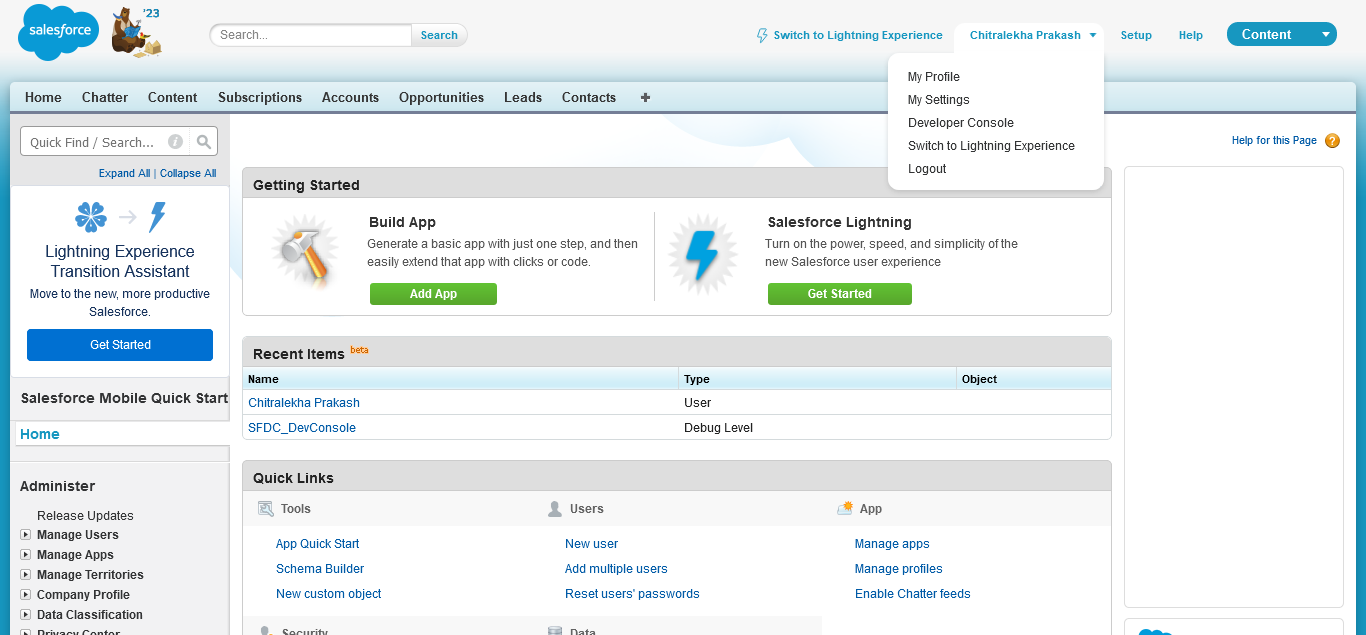 salesforce
'23
Search...
Search
Switch to Lightning Experience
Chitralekha Prakash
Setup
Help
Content
My Profile
My Settings
Developer Console
Switch to Lightning Experience
Logout
Home Chatter Content Subscriptions Accounts Opportunities Leads Contacts +
Quick Find / Search...
Expand All | Collapse All
Lightning Experience
Transition Assistant
Move to the new, more productive
Salesforce.
Get Started
Salesforce Mobile Quick Start
Home
Administer
Release Updates
Manage Users
Manage Apps
Manage Territories
Company Profile
Data Classification
Privacy Center
Help for this Page ?
Getting Started
Build App
Generate a basic app with just one step, and then
easily extend that app with clicks or code.
Add App
Salesforce Lightning
Turn on the power, speed, and simplicity of the
new Salesforce user experience
Get Started
Recent Items beta
Name Type Object
Chitralekha Prakash User
SFDC_DevConsole Debug Level
Quick Links
Tools Users App
App Quick Start New user Manage apps
Schema Builder Add multiple users Manage profiles
New custom object Reset users' passwords Enable Chatter feeds
Security Data